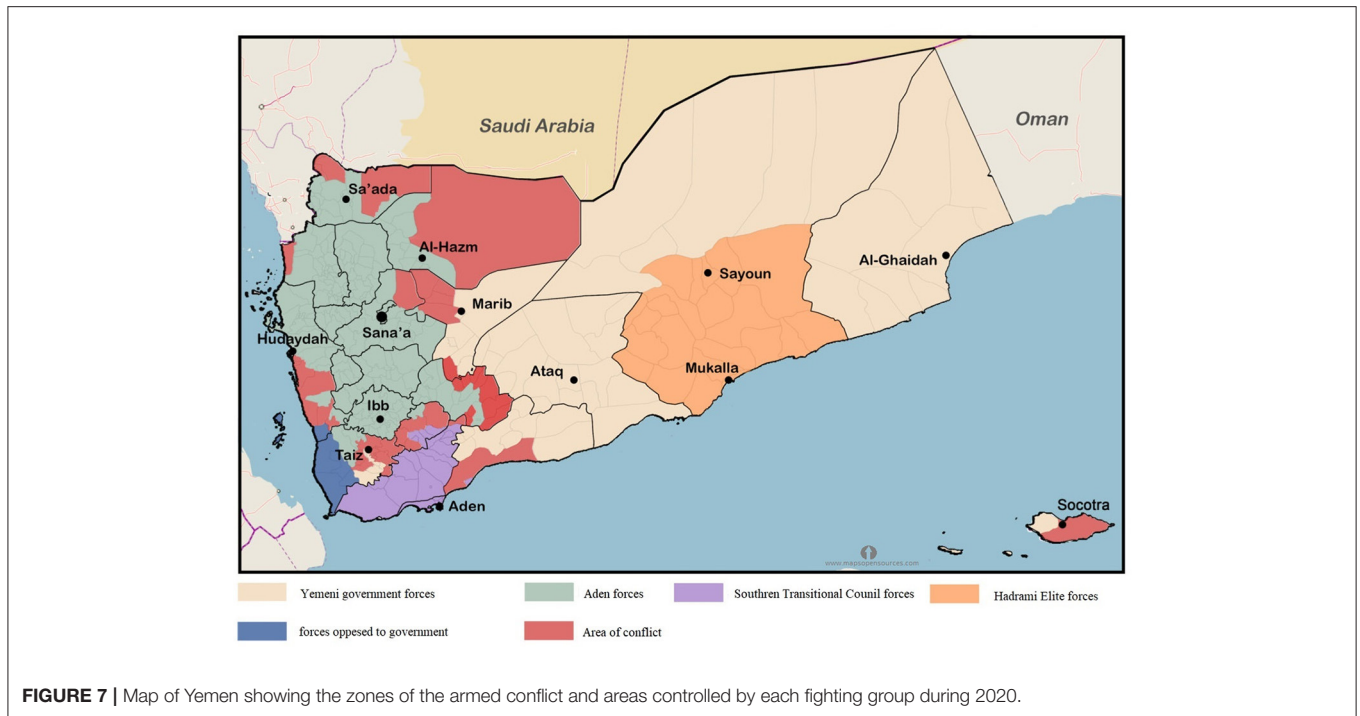 Saudi Arabia
Oman
Sa'ada
Al-Hazm
Al-Ghaidah
Sayoun
Marib
Sana'a
Hudaydah
Ataq
Mukalla
Ibb
Taiz
Aden
Socotra
www.mapsopensources.com
Yemeni government forces
Aden forces
Southren Transitional Counil forces
Hadrami Elite forces
forces oppesed to government
Area of conflict
FIGURE 7 | Map of Yemen showing the zones of the armed conflict and areas controlled by each fighting group during 2020.